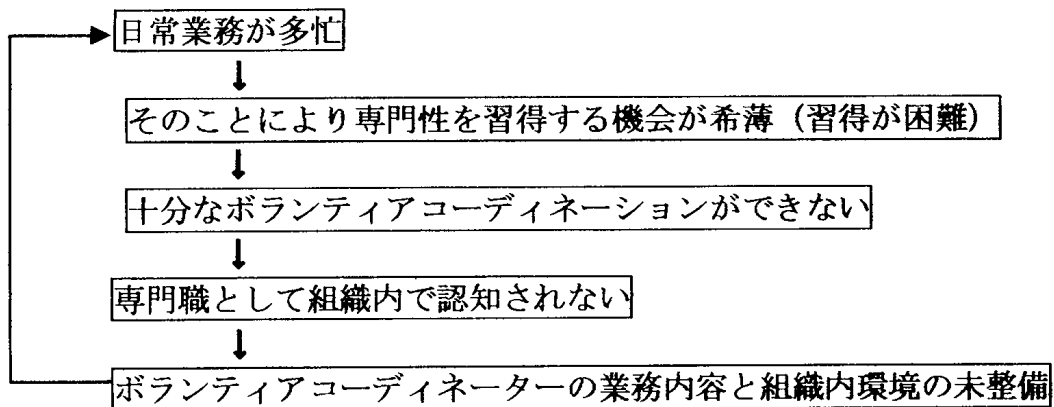 日常業務が多忙
そのことにより専門性を習得する機会が希薄（習得が困難）
十分なボランティアコーディネーションができない
専門職として組織内で認知されない
ボランティアコーディネーターの業務内容と組織内環境の未整備